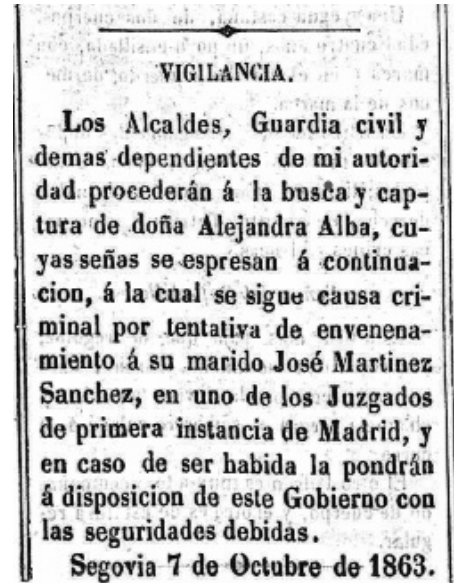 VIGILANCIA.
Los Alcaldes, Guardia civil y
demas dependientes de mi autori-
dad procederán á la busca y cap-
tura de doña Alejandra Alba, cu-
yas señas se espresan á continua-
cion, á la cual se sigue causa cri-
minal por tentativa de envenena-
miento á su marido José Martinez
Sanchez, en uno de los Juzgados
de primera instancia de Madrid, y
en caso de ser habida la pondrán
á disposicion de este Gobierno con
las seguridades debidas.
Segovia 7 de Octubre de 1863.